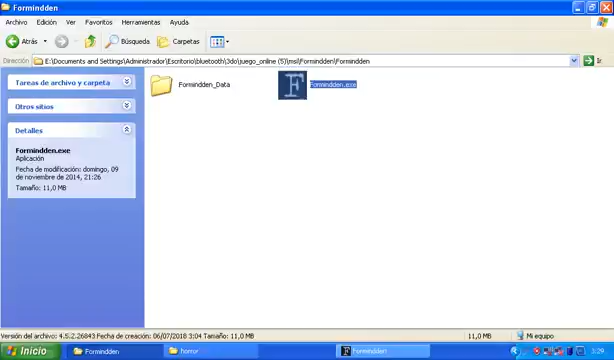 Formindden
Archivo Edición Ver Favoritos Herramientas Ayuda
Atrás Búsqueda Carpetas
Dirección E:\Documents and Settings\Administrador\Escritorio\bluetooth\3do\juego_online (5)\msi\Formindden\Formindden Ir
Tareas de archivo y carpeta
Otros sitios
Detalles
Formindden.exe
Aplicación
Fecha de modificación: domingo, 09
de noviembre de 2014, 21:26
Tamaño: 11,0 MB
Formindden_Data
F Formindden.exe
Versión del archivo: 4.5.2.26843 Fecha de creación: 06/07/2018 3:04 Tamaño: 11,0 MB 11,0 MB Mi equipo
Inicio Formindden horror F Formindden 3:29